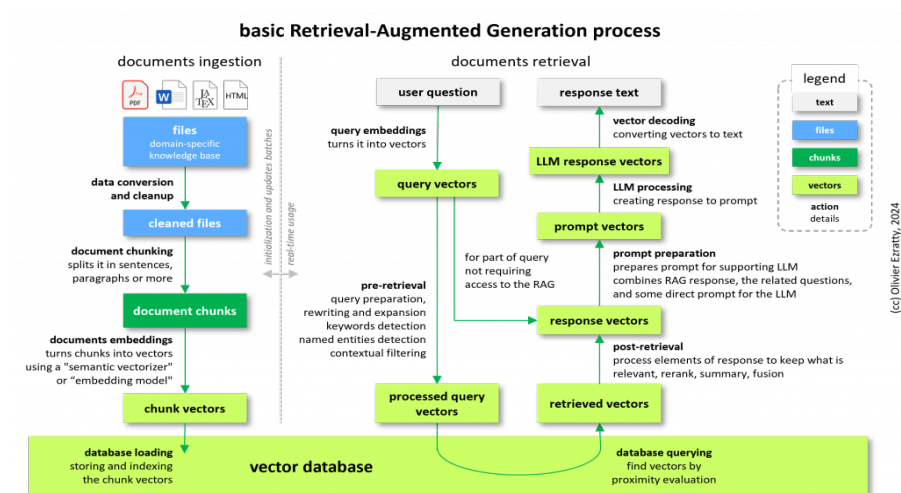 basic Retrieval-Augmented Generation process
documents ingestion
PDF
W
LATEX
HTML
files
domain-specific
knowledge base
data conversion
and cleanup
cleaned files
document chunking
splits it in sentences,
paragraphs or more
document chunks
documents embeddings
turns chunks into vectors
using a "semantic vectorizer"
or “embedding model”
chunk vectors
database loading
storing and indexing
the chunk vectors
vector database
initialization and updates batches
real-time usage
documents retrieval
user question
query embeddings
turns it into vectors
query vectors
for part of query
not requiring
access to the RAG
pre-retrieval
query preparation,
rewriting and expansion
keywords detection
named entities detection
contextual filtering
processed query
vectors
database querying
find vectors by
proximity evaluation
retrieved vectors
post-retrieval
process elements of response to keep what is
relevant, rerank, summary, fusion
response vectors
prompt preparation
prepares prompt for supporting LLM
combines RAG response, the related questions,
and some direct prompt for the LLM
prompt vectors
LLM processing
creating response to prompt
LLM response vectors
vector decoding
converting vectors to text
response text
legend
text
files
chunks
vectors
action
details
(cc) Olivier Ezratty, 2024